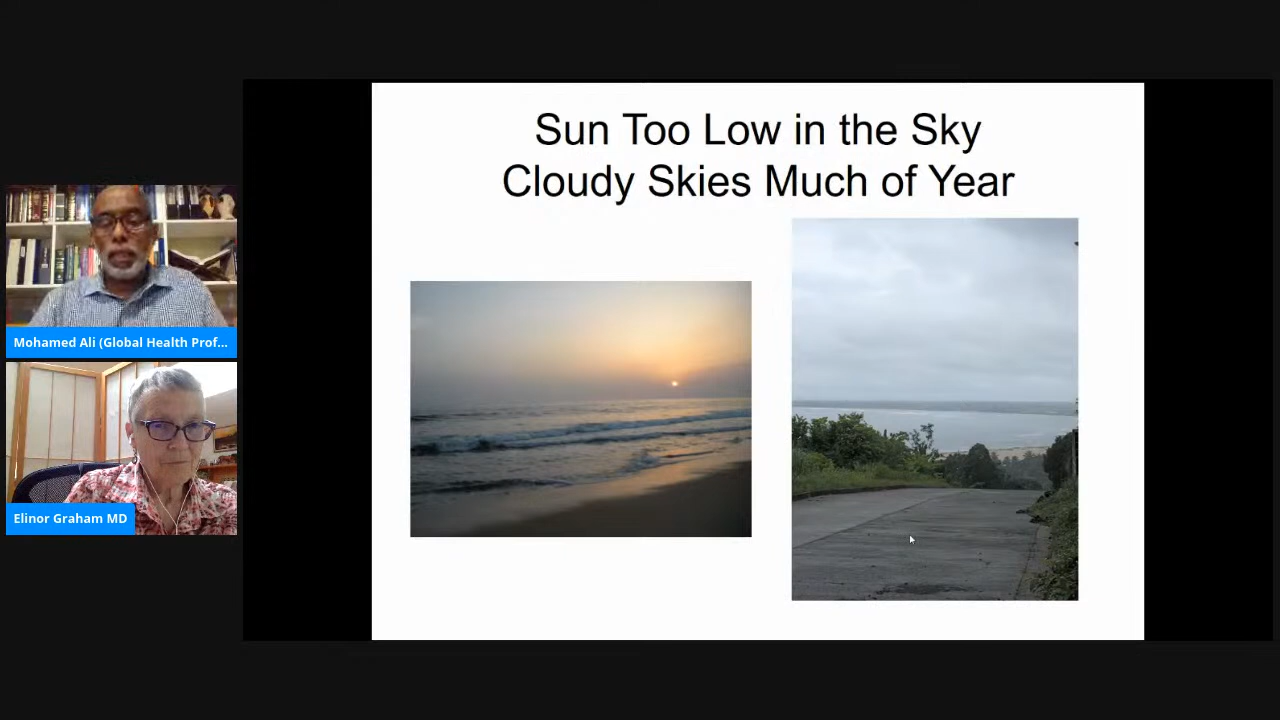 Sun Too Low in the Sky
Cloudy Skies Much of Year
Mohamed Ali (Global Health Prof...
Elinor Graham MD